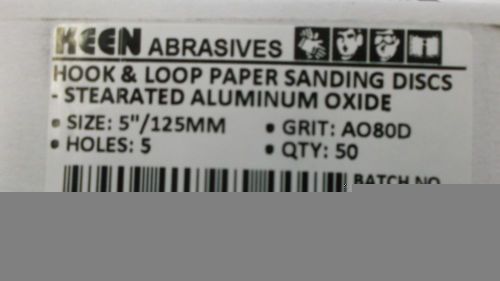 KEEN ABRASIVES
HOOK & LOOP PAPER SANDING DISCS
- STEARATED ALUMINUM OXIDE
• SIZE: 5"/125MM • GRIT: AO80D
• HOLES: 5 • QTY: 50
BATCH NO